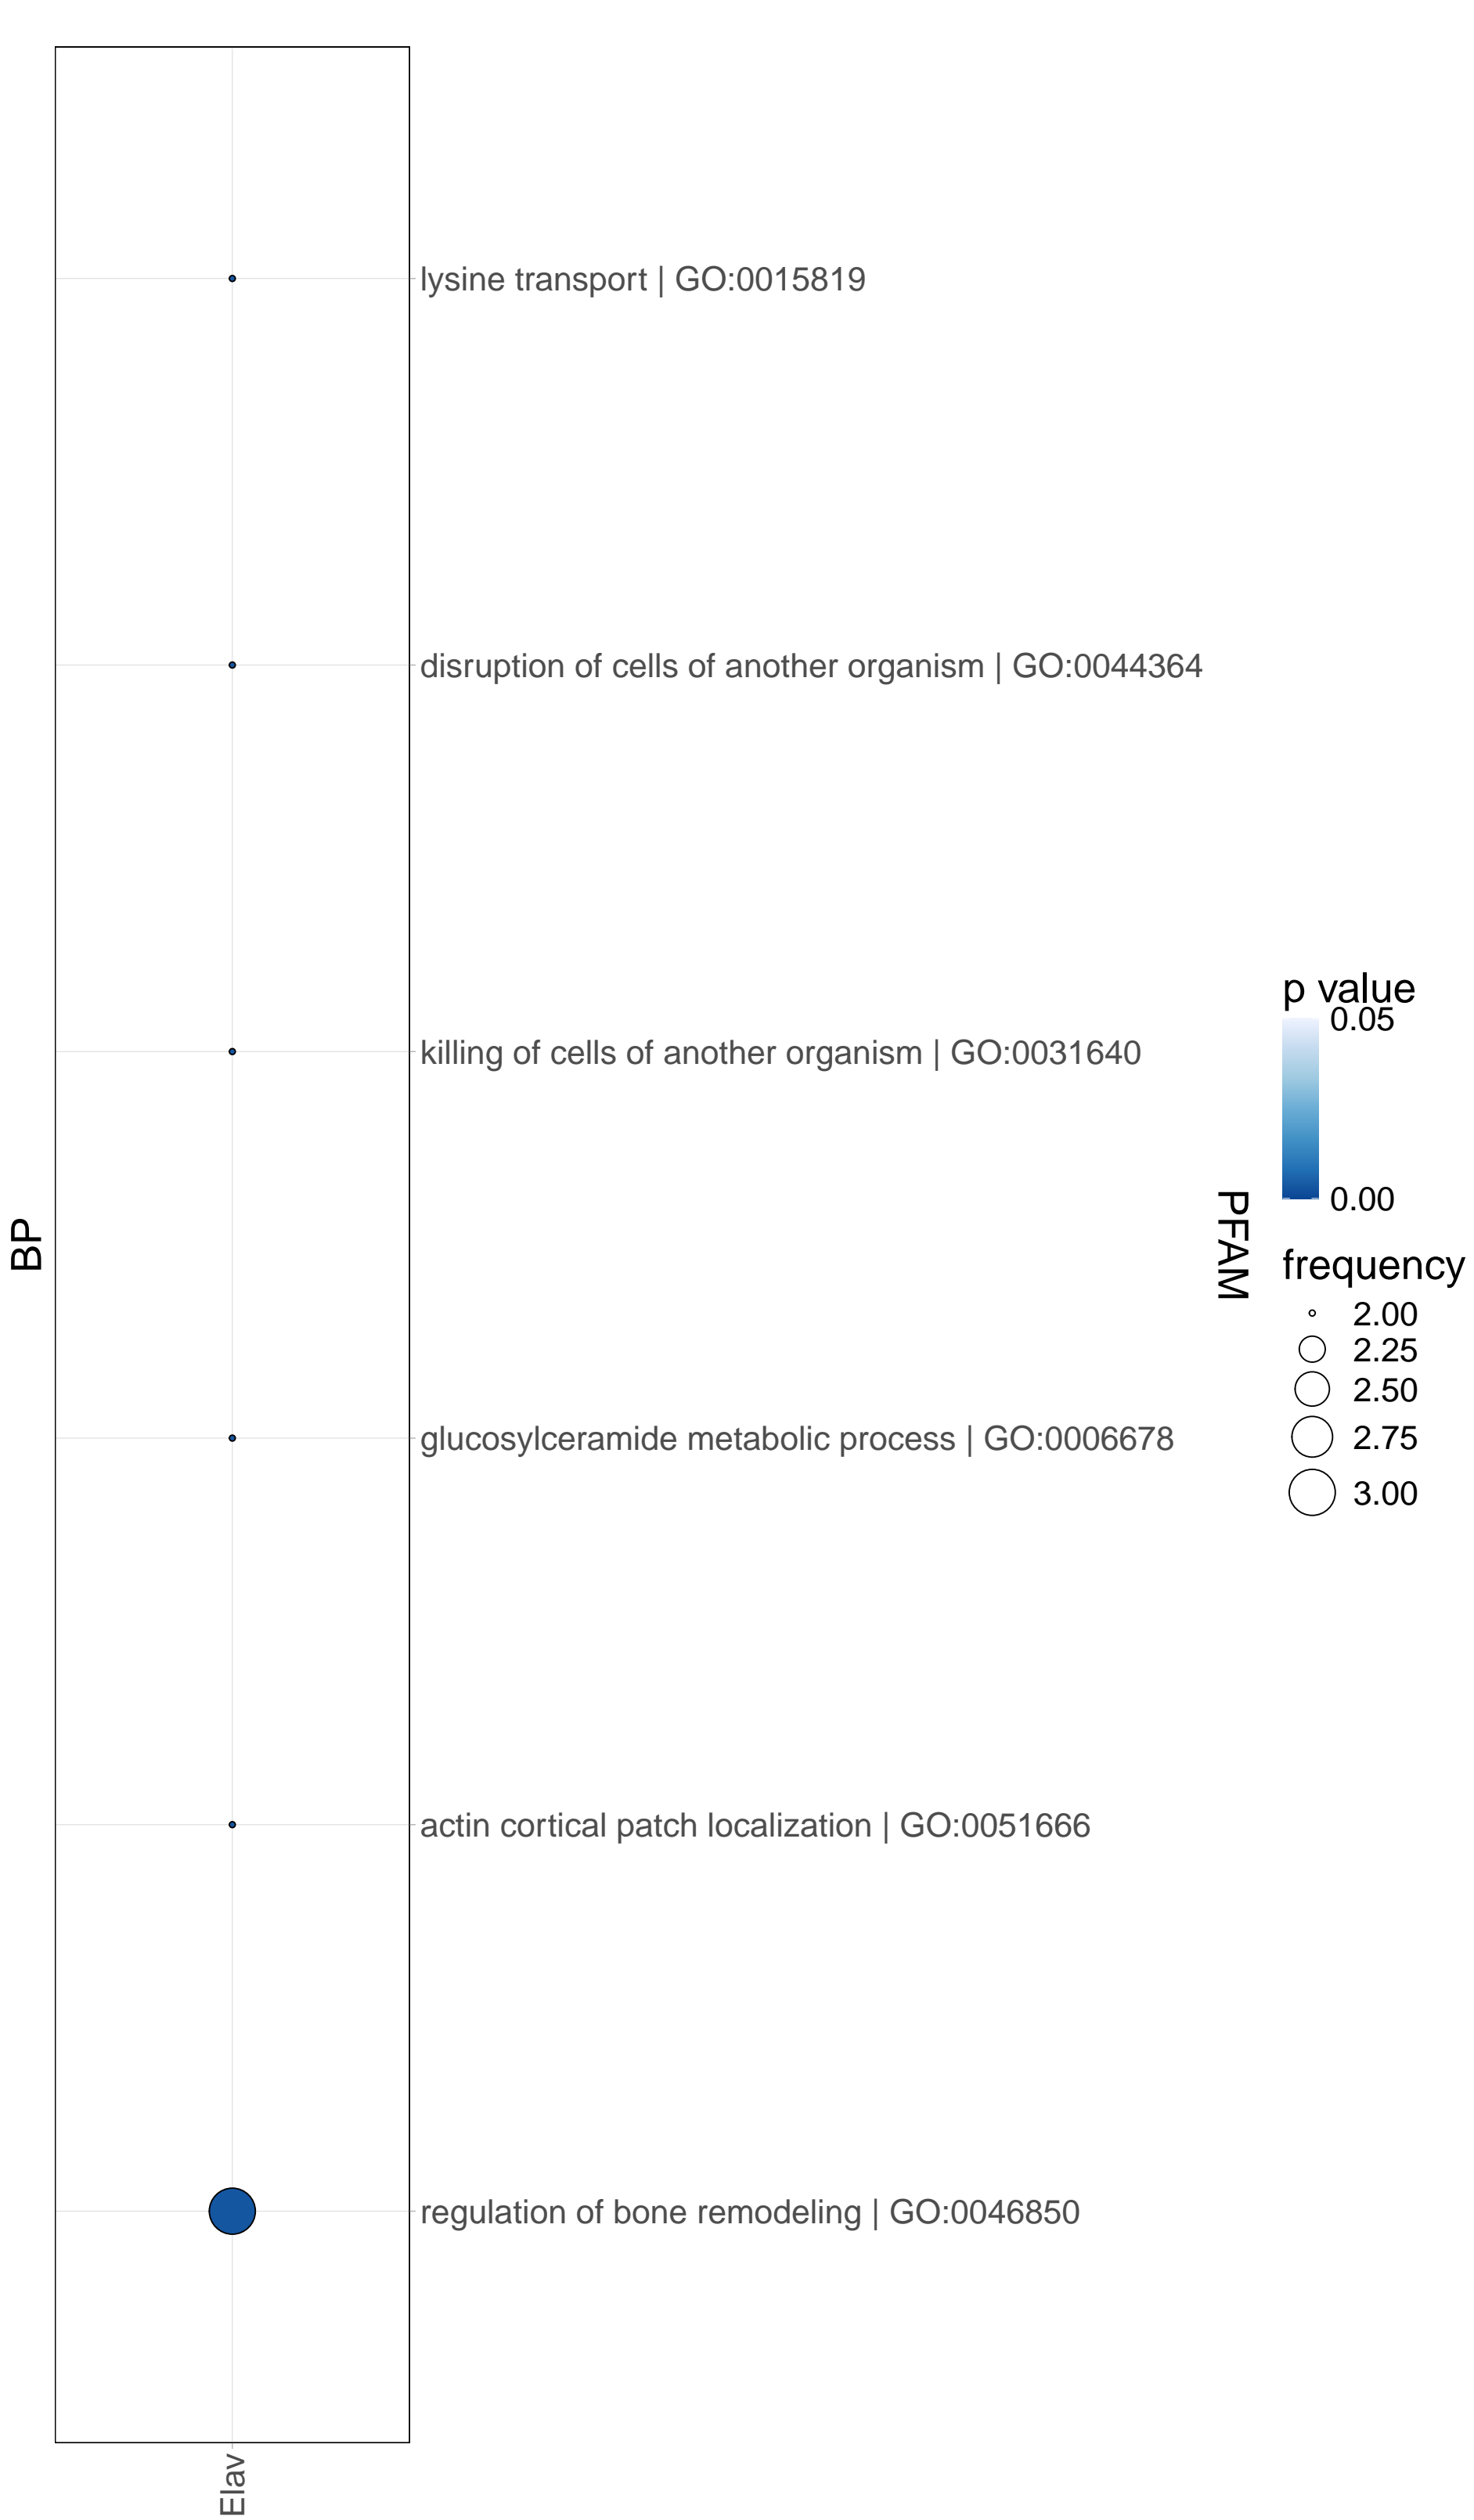 BP
lysine transport | GO:0015819
disruption of cells of another organism | GO:0044364
killing of cells of another organism | GO:0031640
glucosylceramide metabolic process | GO:0006678
actin cortical patch localization | GO:0051666
regulation of bone remodeling | GO:0046850
Elav
PFAM
p value
0.05
0.00
frequency
2.00
2.25
2.50
2.75
3.00